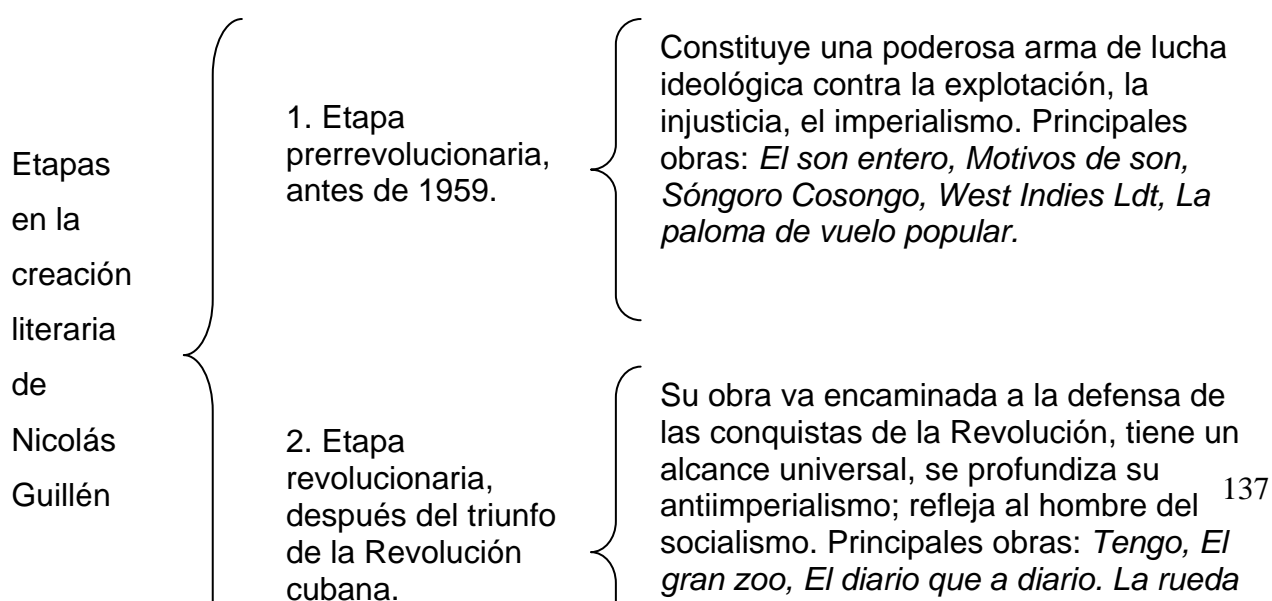 Etapas
en la
creación
literaria
de
Nicolás
Guillén
1. Etapa
prerrevolucionaria,
antes de 1959.
Constituye una poderosa arma de lucha
ideológica contra la explotación, la
injusticia, el imperialismo. Principales
obras: El son entero, Motivos de son,
Sóngoro Cosongo, West Indies Ldt, La
paloma de vuelo popular.
2. Etapa
revolucionaria,
después del triunfo
de la Revolución
cubana.
Su obra va encaminada a la defensa de
las conquistas de la Revolución, tiene un
alcance universal, se profundiza su
antiimperialismo; refleja al hombre del
socialismo. Principales obras: Tengo, El
gran zoo, El diario que a diario. La rueda
137